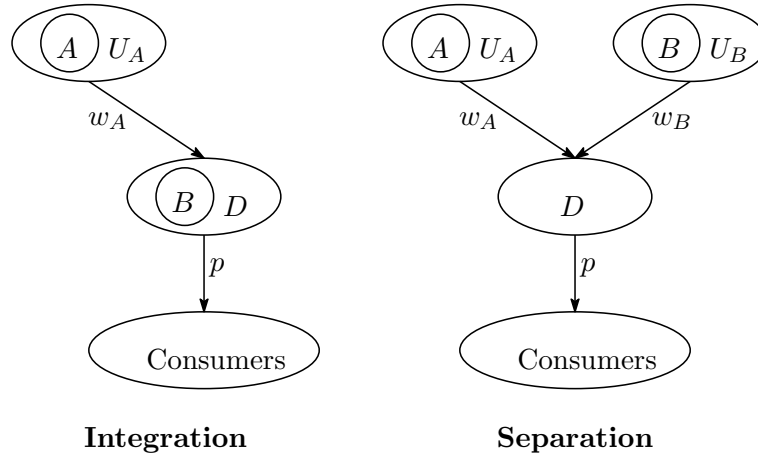 A U_A A U_A B U_B
w_A w_A w_B
B D D
p p
Consumers Consumers
Integration Separation